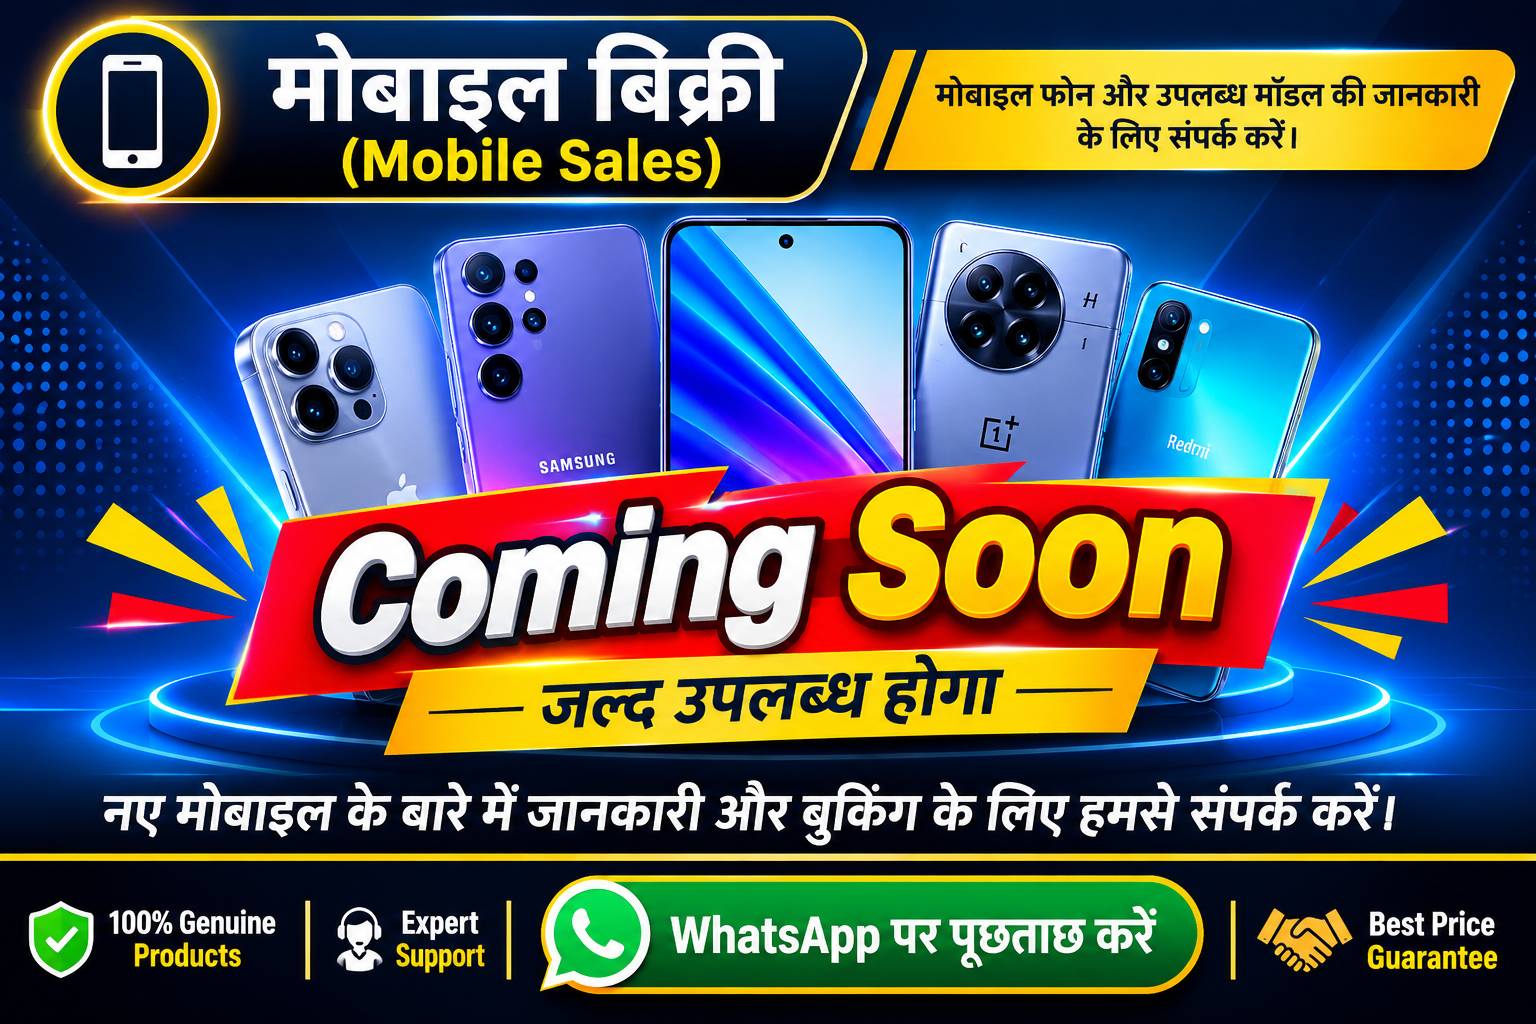 मोबाइल बिक्री
(Mobile Sales)
मोबाइल फोन और उपलब्ध मॉडल की जानकारी
के लिए संपर्क करें।
SAMSUNG
H
I
1+
Redmi
Coming Soon
जल्द उपलब्ध होगा
नए मोबाइल के बारे में जानकारी और बुकिंग के लिए हमसे संपर्क करें!
100% Genuine
Products
Expert
Support
WhatsApp पर पूछताछ करें
Best Price
Guarantee